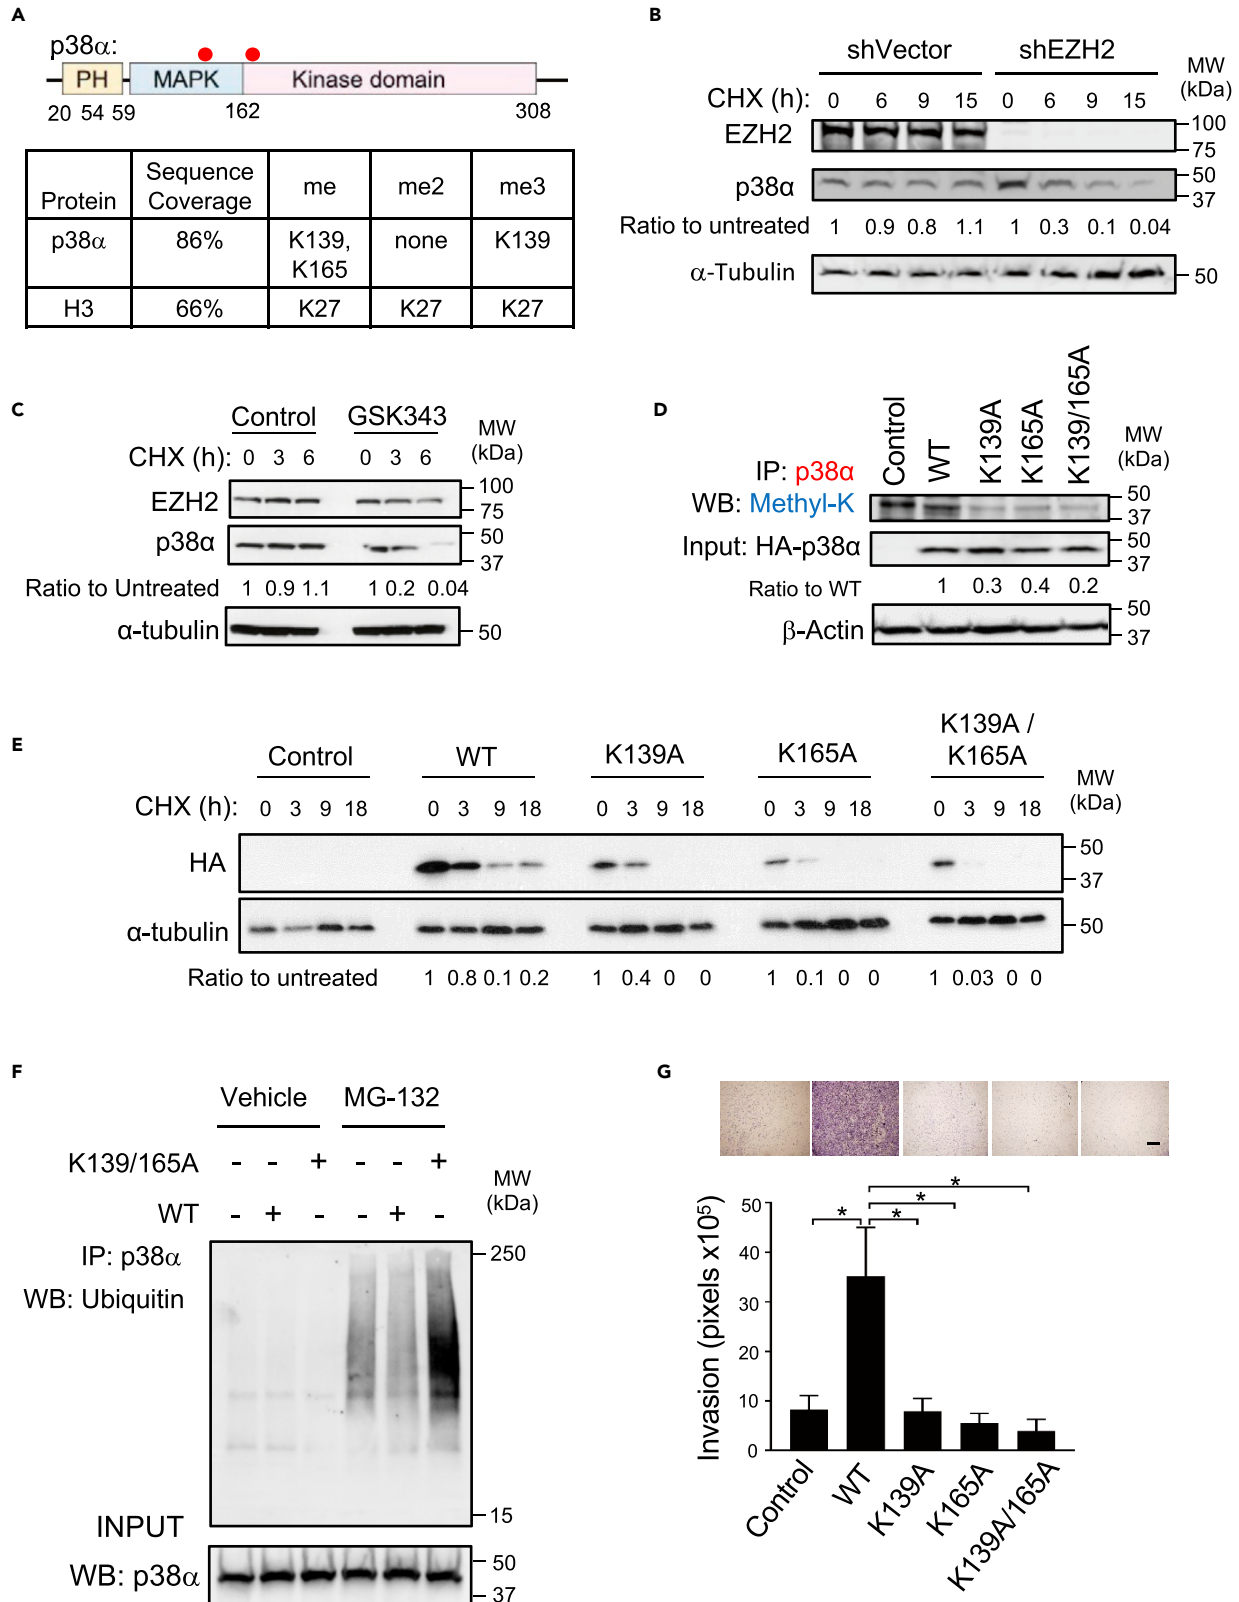 A
p38α:
PH MAPK Kinase domain
20 54 59 162 308
Protein Sequence Coverage me me2 me3
p38α 86% K139, K165 none K139
H3 66% K27 K27 K27
B
shVector shEZH2
MW (kDa)
CHX (h): 0 6 9 15 0 6 9 15
EZH2 100 75
p38α 50 37
Ratio to untreated 1 0.9 0.8 1.1 1 0.3 0.1 0.04
α-Tubulin 50
C
Control GSK343
MW (kDa)
CHX (h): 0 3 6 0 3 6
EZH2 100 75
p38α 50 37
Ratio to Untreated 1 0.9 1.1 1 0.2 0.04
α-tubulin 50
D
Control WT K139A K165A K139/165A
MW (kDa)
IP: p38α
WB: Methyl-K 50 37
Input: HA-p38α 50 37
Ratio to WT 1 0.3 0.4 0.2
β-Actin 50 37
E
Control WT K139A K165A K139A / K165A
MW (kDa)
CHX (h): 0 3 9 18 0 3 9 18 0 3 9 18 0 3 9 18 0 3 9 18
HA 50 37
α-tubulin 50
Ratio to untreated 1 0.8 0.1 0.2 1 0.4 0 0 1 0.1 0 0 1 0.03 0 0
F
Vehicle MG-132
K139/165A - - + - - +
MW (kDa)
WT - + - - + -
IP: p38α 250
WB: Ubiquitin
15
INPUT
WB: p38α 50 37
G
* * * *
Invasion (pixels x10⁵)
50
40
30
20
10
0
Control WT K139A K165A K139A/165A